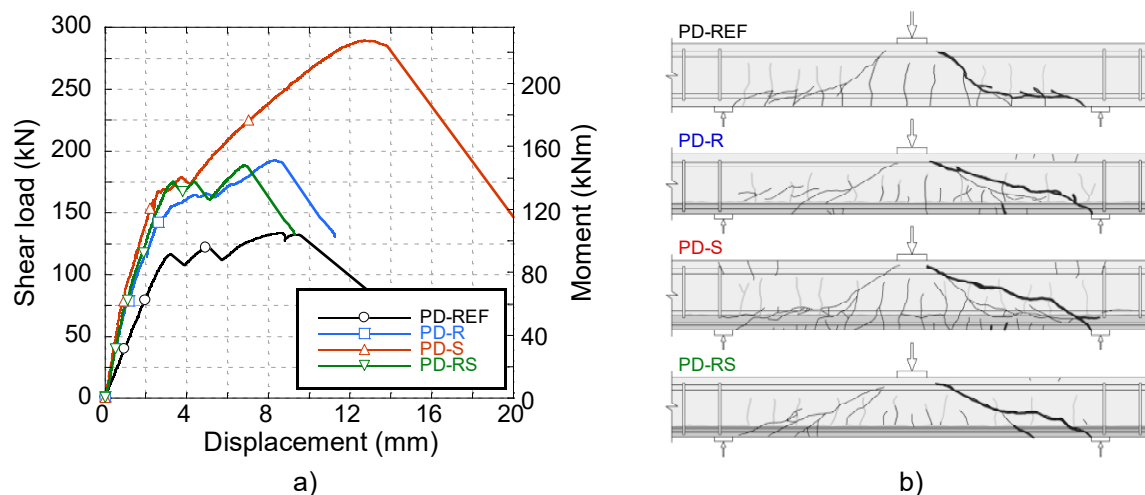 Shear load (kN)
300
250
200
150
100
50
0
200
160
120
80
40
0
Moment (kNm)
0
4
8
12
16
20
Displacement (mm)
PD-REF
PD-R
PD-S
PD-RS
a)
PD-REF
PD-R
PD-S
PD-RS
b)